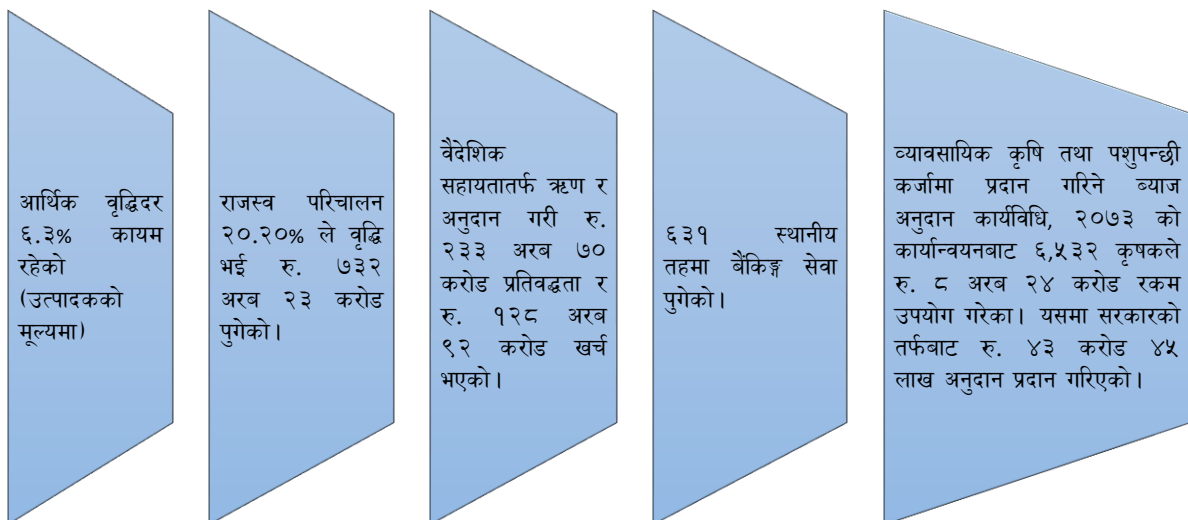 आर्थिक वृद्धिदर
६.३% कायम
रहेको
(उत्पादकको
मूल्यमा)
राजस्व परिचालन
२०.२०% ले वृद्धि
भई रु. ७३२
अरब २३ करोड
पुगेको।
वैदेशिक
सहायतातर्फ ऋण र
अनुदान गरी रु.
२३३ अरब ७०
करोड प्रतिवद्धता र
रु. १२८ अरब
९२ करोड खर्च
भएको।
६३१ स्थानीय
तहमा बैंकिङ्ग सेवा
पुगेको।
व्यावसायिक कृषि तथा पशुपन्छी
कर्जामा प्रदान गरिने ब्याज
अनुदान कार्यविधि, २०७३ को
कार्यान्वयनबाट ६,५३२ कृषकले
रु. ८ अरब २४ करोड रकम
उपयोग गरेका। यसमा सरकारको
तर्फबाट रु. ४३ करोड ४५
लाख अनुदान प्रदान गरिएको।